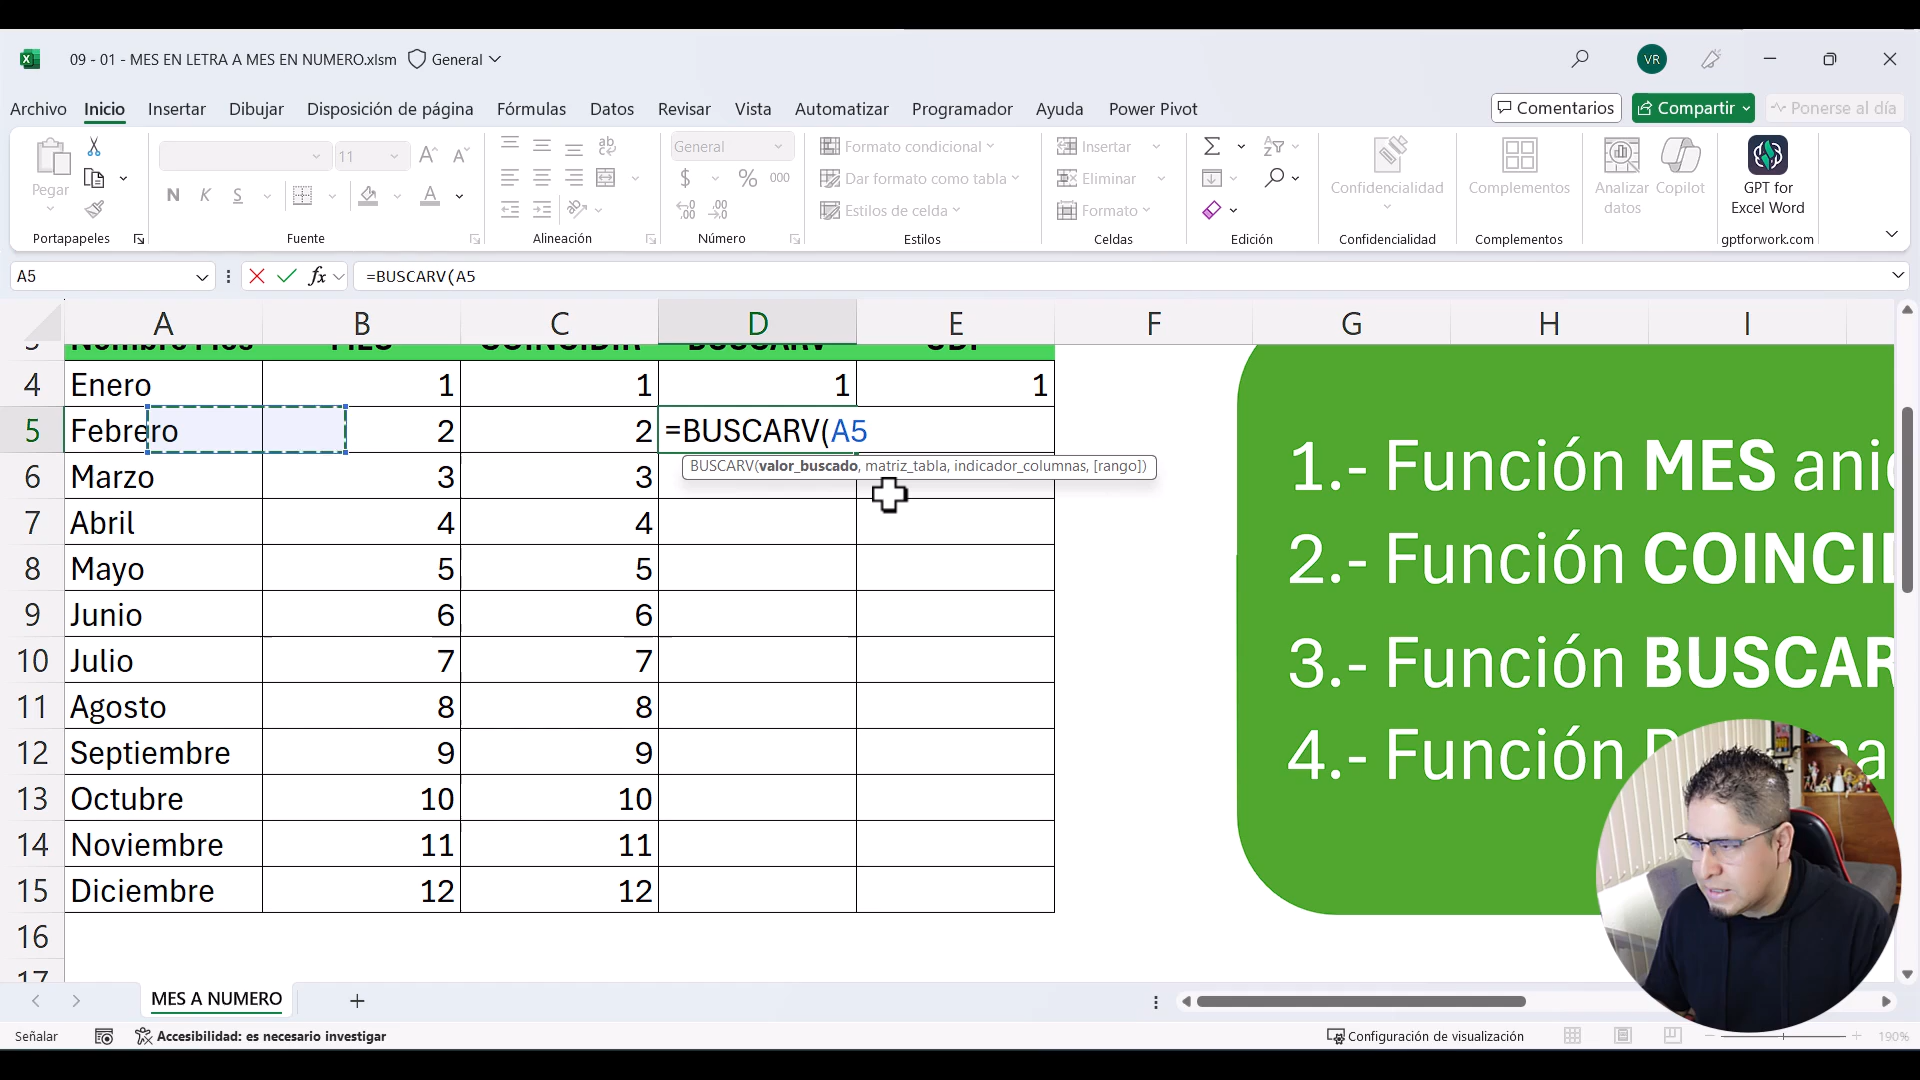 09 - 01 - MES EN LETRA A MES EN NUMERO.xlsm General VR
Archivo Inicio Insertar Dibujar Disposición de página Fórmulas Datos Revisar Vista Automatizar Programador Ayuda Power Pivot Comentarios Compartir Ponerse al día
Pegar
Portapapeles
11
N K S
Fuente
Alineación
General
$ % 000
Número
Formato condicional
Dar formato como tabla
Estilos de celda
Estilos
Insertar
Eliminar
Formato
Celdas
Edición
Confidencialidad
Confidencialidad
Complementos
Complementos
Analizar datos
Copilot
GPT for
Excel Word
gptforwork.com
A5 fx =BUSCARV(A5
A B C D E F G H I
4 Enero 1 1 1 1
5 Febrero 2 2 =BUSCARV(A5
BUSCARV(valor_buscado, matriz_tabla, indicador_columnas, [rango])
6 Marzo 3 3
7 Abril 4 4
8 Mayo 5 5
9 Junio 6 6
10 Julio 7 7
11 Agosto 8 8
12 Septiembre 9 9
13 Octubre 10 10
14 Noviembre 11 11
15 Diciembre 12 12
16
17
1.- Función MES
2.- Función
3.- Función
4.- Función
MES A NUMERO
Señalar Accesibilidad: es necesario investigar Configuración de visualización 190%